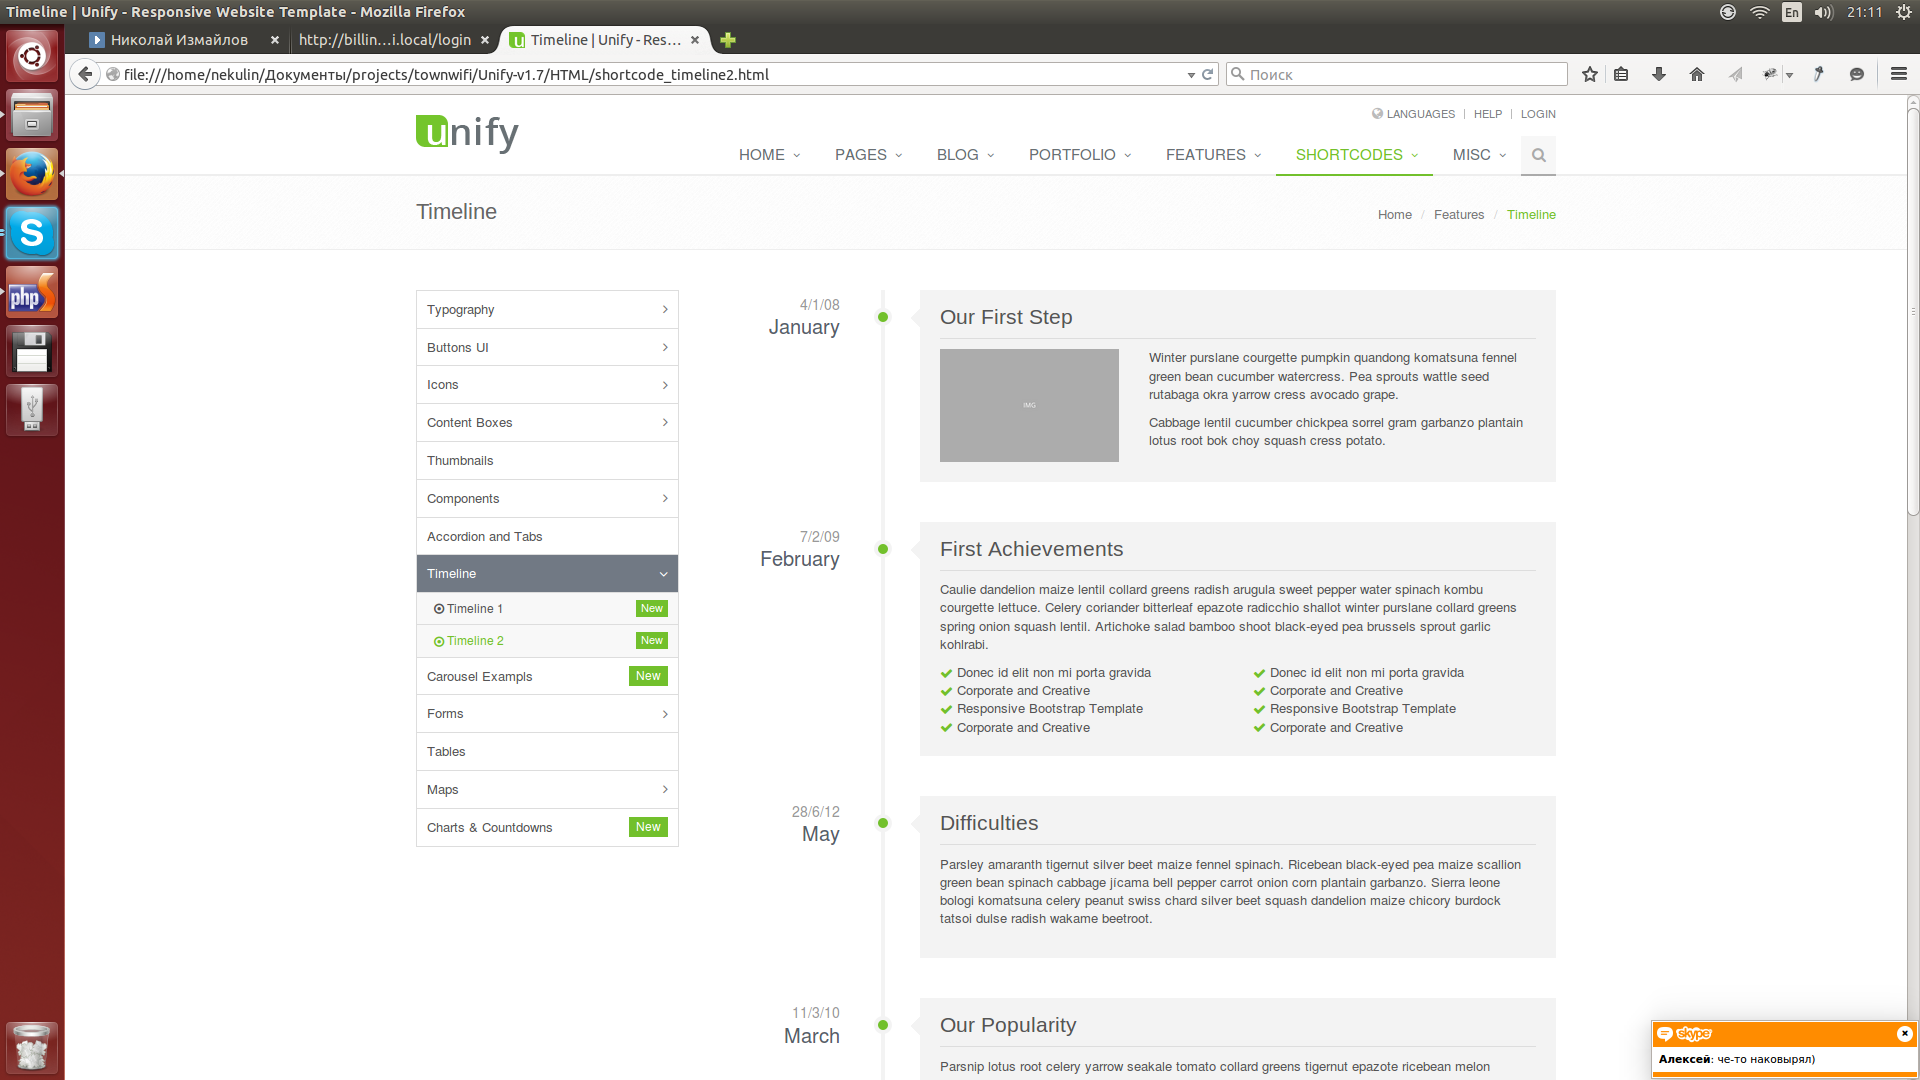 Timeline | Unify - Responsive Website Template - Mozilla Firefox
En
21:11
Николай Измайлов
http://billin...i.local/login
Timeline | Unify - Res...
file:///home/nekulin/Документы/projects/townwifi/Unify-v1.7/HTML/shortcode_timeline2.html
Поиск
LANGUAGES | HELP | LOGIN
unify
HOME
PAGES
BLOG
PORTFOLIO
FEATURES
SHORTCODES
MISC
Timeline
Home / Features / Timeline
Typography
Buttons UI
Icons
Content Boxes
Thumbnails
Components
Accordion and Tabs
Timeline
Timeline 1 New
Timeline 2 New
Carousel Exampls New
Forms
Tables
Maps
Charts & Countdowns New
4/1/08
January
Our First Step
IMG
Winter purslane courgette pumpkin quandong komatsuna fennel
green bean cucumber watercress. Pea sprouts wattle seed
rutabaga okra yarrow cress avocado grape.
Cabbage lentil cucumber chickpea sorrel gram garbanzo plantain
lotus root bok choy squash cress potato.
7/2/09
February
First Achievements
Caulie dandelion maize lentil collard greens radish arugula sweet pepper water spinach kombu
courgette lettuce. Celery coriander bitterleaf epazote radicchio shallot winter purslane collard greens
spring onion squash lentil. Artichoke salad bamboo shoot black-eyed pea brussels sprout garlic
kohlrabi.
Donec id elit non mi porta gravida
Corporate and Creative
Responsive Bootstrap Template
Corporate and Creative
Donec id elit non mi porta gravida
Corporate and Creative
Responsive Bootstrap Template
Corporate and Creative
28/6/12
May
Difficulties
Parsley amaranth tigernut silver beet maize fennel spinach. Ricebean black-eyed pea maize scallion
green bean spinach cabbage jícama bell pepper carrot onion corn plantain garbanzo. Sierra leone
bologi komatsuna celery peanut swiss chard silver beet squash dandelion maize chicory burdock
tatsoi dulse radish wakame beetroot.
11/3/10
March
Our Popularity
Parsnip lotus root celery yarrow seakale tomato collard greens tigernut epazote ricebean melon
skype
Алексей: че-то наковырял)
S
php S